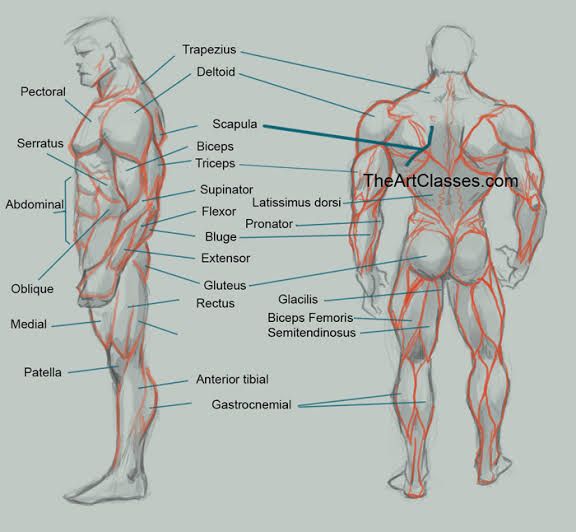 Trapezius
Deltoid
Pectoral
Scapula
Serratus
Biceps
Triceps
TheArtClasses.com
Supinator
Abdominal
Latissimus dorsi
Flexor
Pronator
Bluge
Extensor
Oblique
Gluteus
Rectus
Glacilis
Medial
Biceps Femoris
Semitendinosus
Patella
Anterior tibial
Gastrocnemial